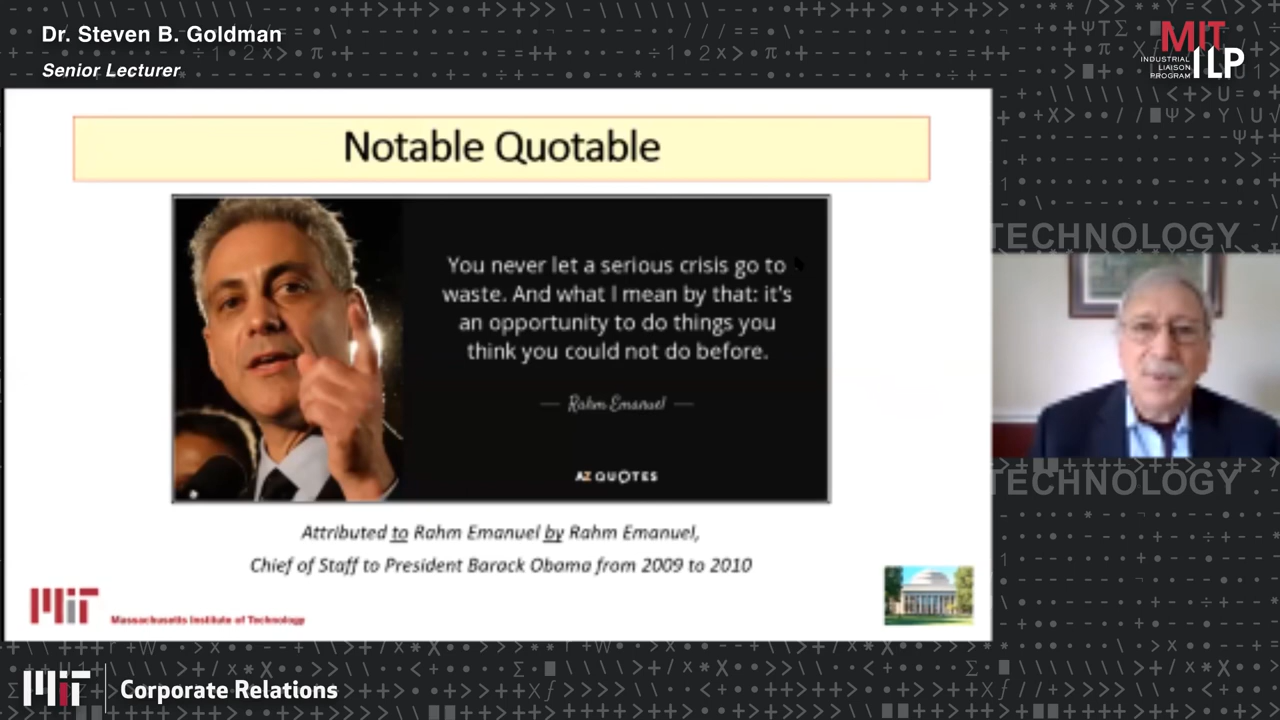 Dr. Steven B. Goldman
Senior Lecturer
MIT
INDUSTRIAL
LIAISON
PROGRAM
ILP
Notable Quotable
You never let a serious crisis go to
waste. And what I mean by that: it's
an opportunity to do things you
think you could not do before.
— Rahm Emanuel —
AZ QUOTES
Attributed to Rahm Emanuel by Rahm Emanuel,
Chief of Staff to President Barack Obama from 2009 to 2010
MIT
Massachusetts Institute of Technology
TECHNOLOGY
TECHNOLOGY
MIT
Corporate Relations